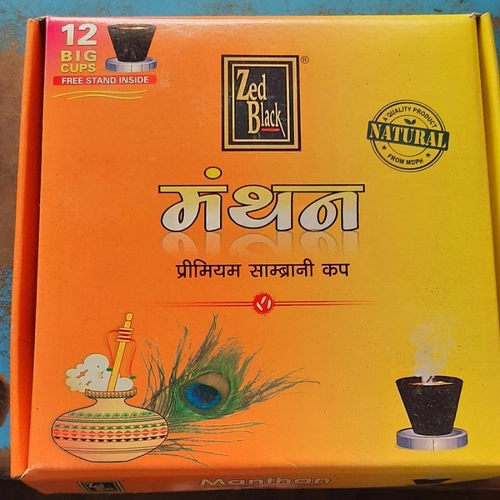 12
BIG
CUPS
FREE STAND INSIDE
Zed
Black
®
A QUALITY PRODUCT
NATURAL
FROM MDPH
मंथन
प्रीमियम साम्ब्रानी कप
Manthan